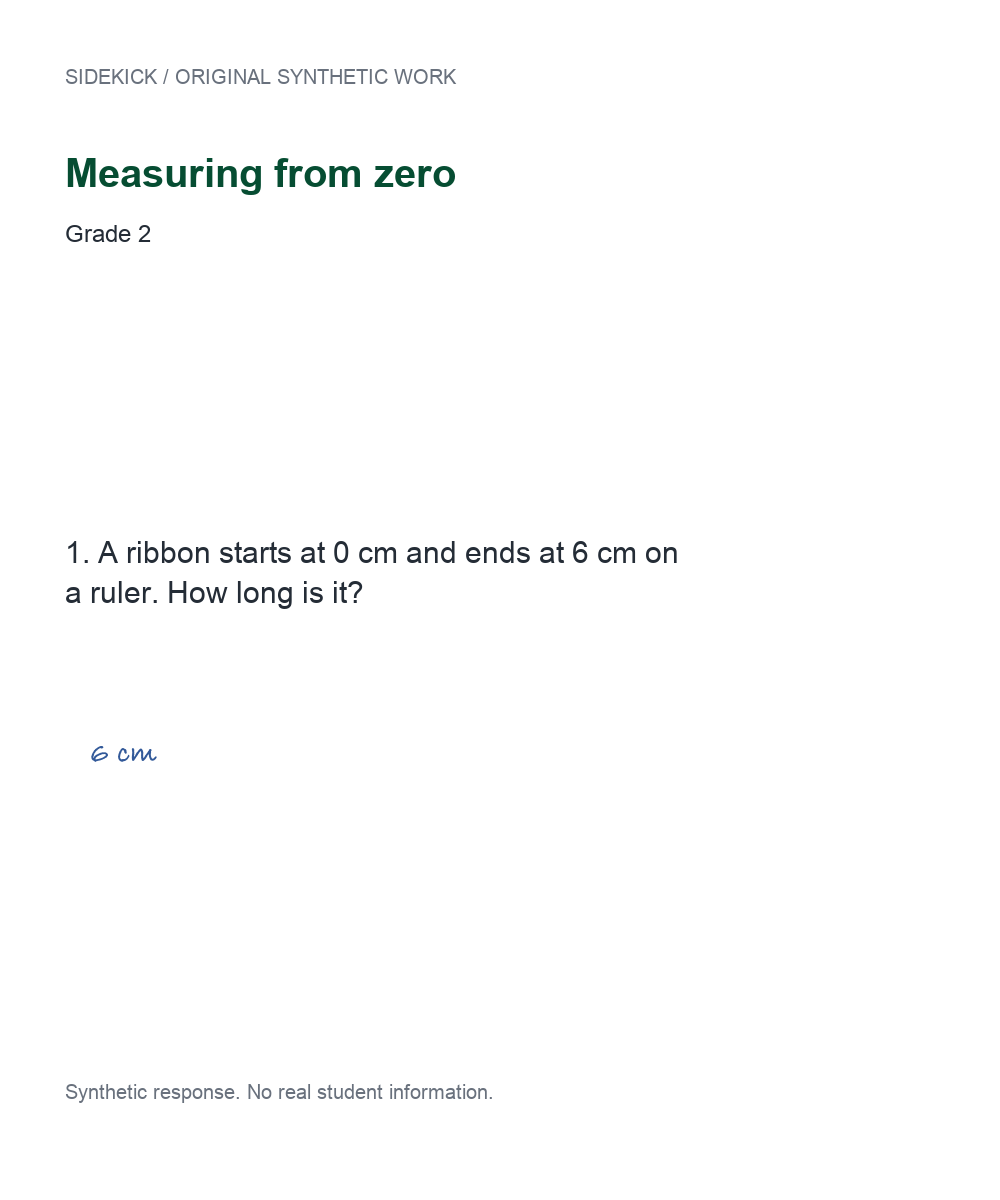 SIDEKICK / ORIGINAL SYNTHETIC WORK
Measuring from zero
Grade 2
1. A ribbon starts at 0 cm and ends at 6 cm on
a ruler. How long is it?
6 cm
Synthetic response. No real student information.